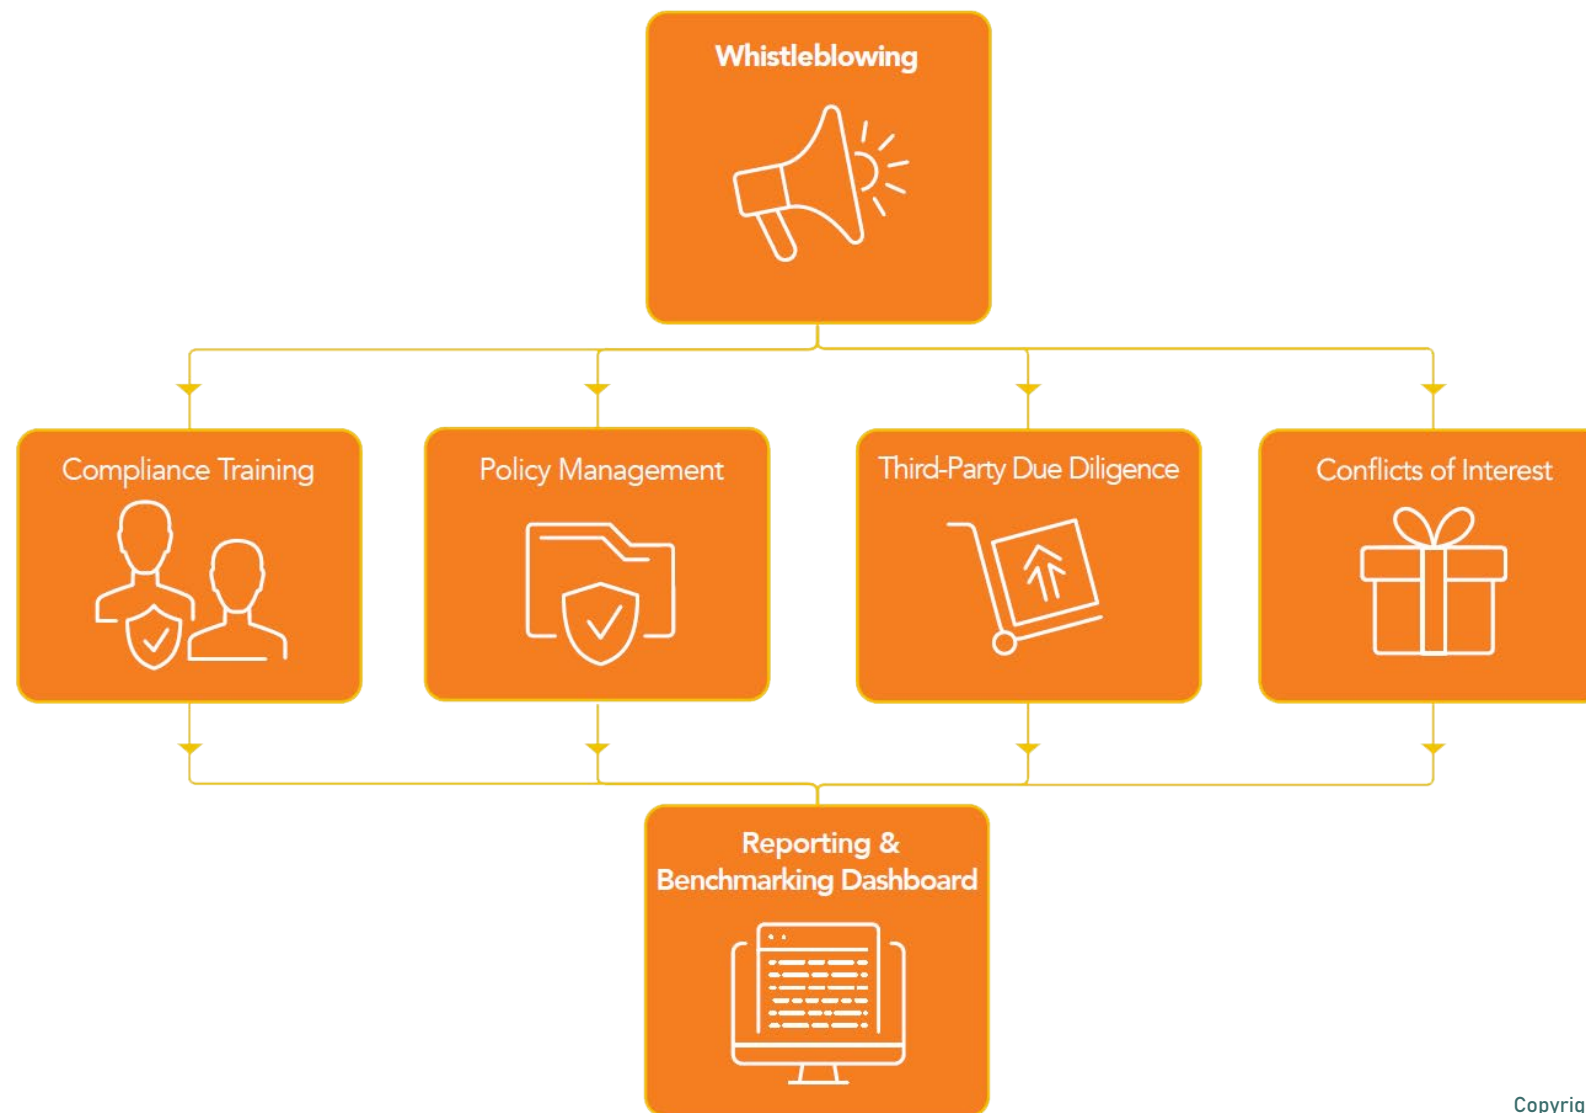 Whistleblowing
Compliance Training
Policy Management
Third-Party Due Diligence
Conflicts of Interest
Reporting &
Benchmarking Dashboard